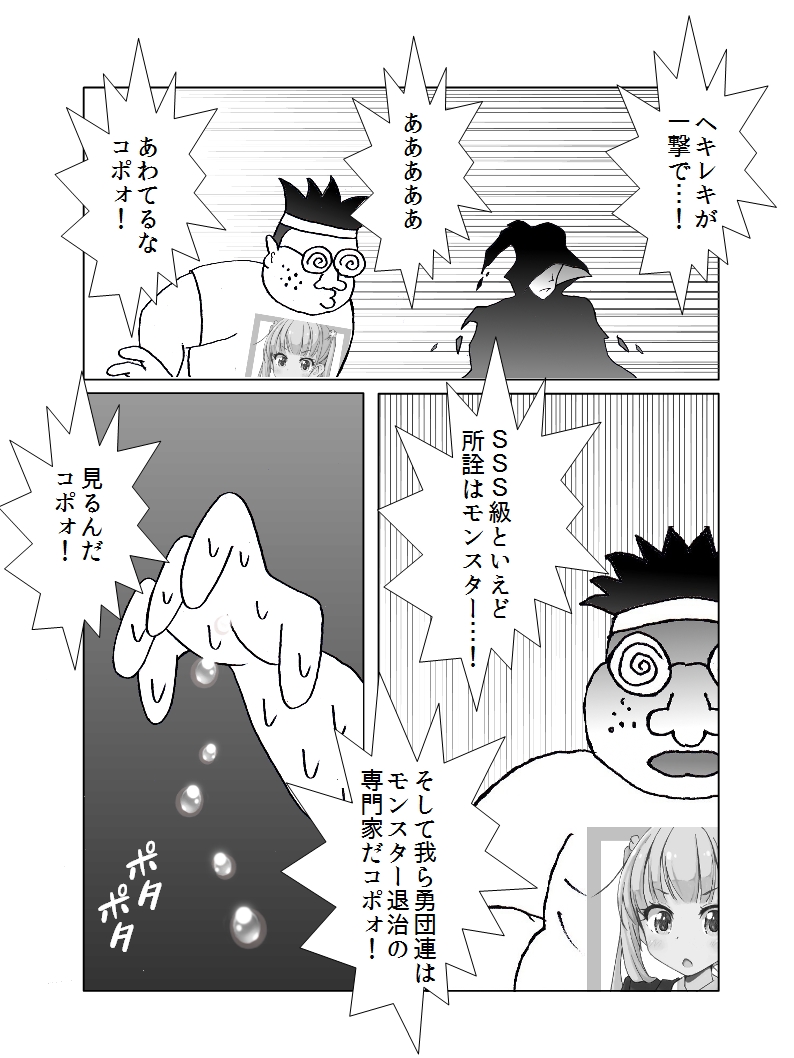 ヘキレキが
一撃で…！
あああああ
あわてるな
コポォ！
ＳＳＳ級といえど
所詮はモンスター…！
そして我ら勇団連は
モンスター退治の
専門家だコポォ！
見るんだ
コポォ！
ポタ
ポタ